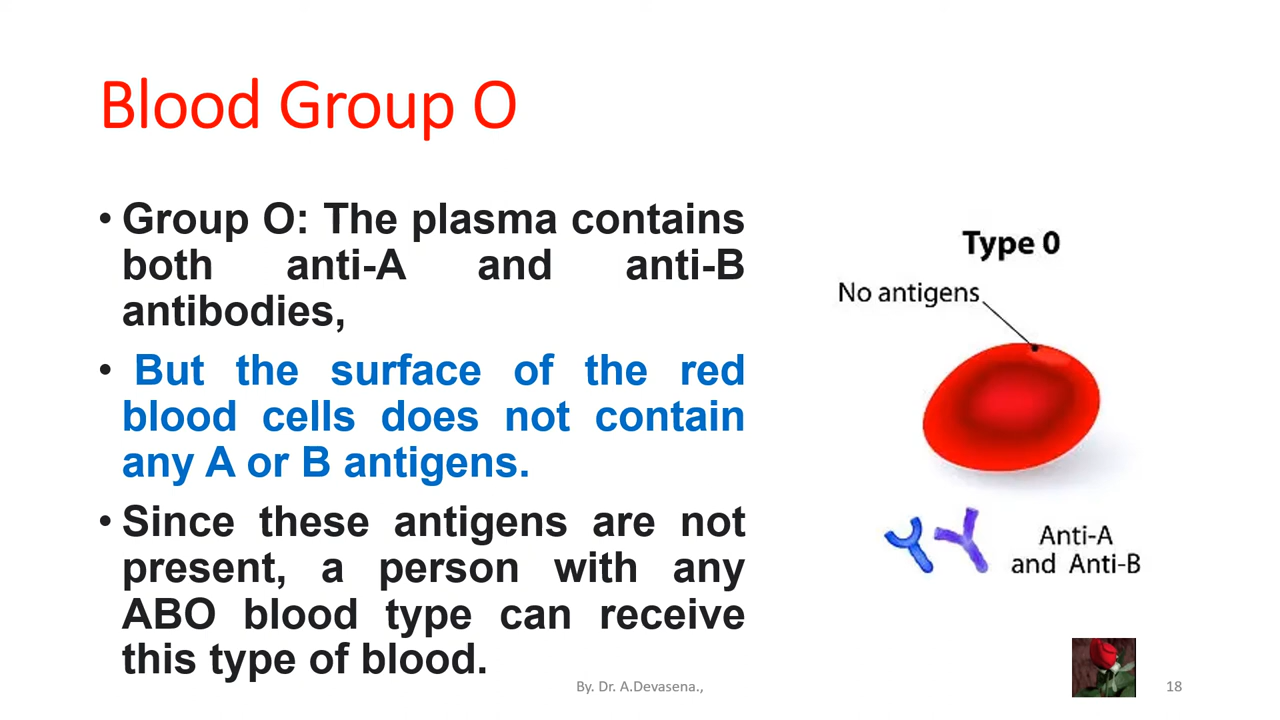 Blood Group O
• Group O: The plasma contains
both anti-A and anti-B
antibodies,
• But the surface of the red
blood cells does not contain
any A or B antigens.
• Since these antigens are not
present, a person with any
ABO blood type can receive
this type of blood.
Type 0
No antigens
Anti-A
and Anti-B
By. Dr. A.Devasena.,
18